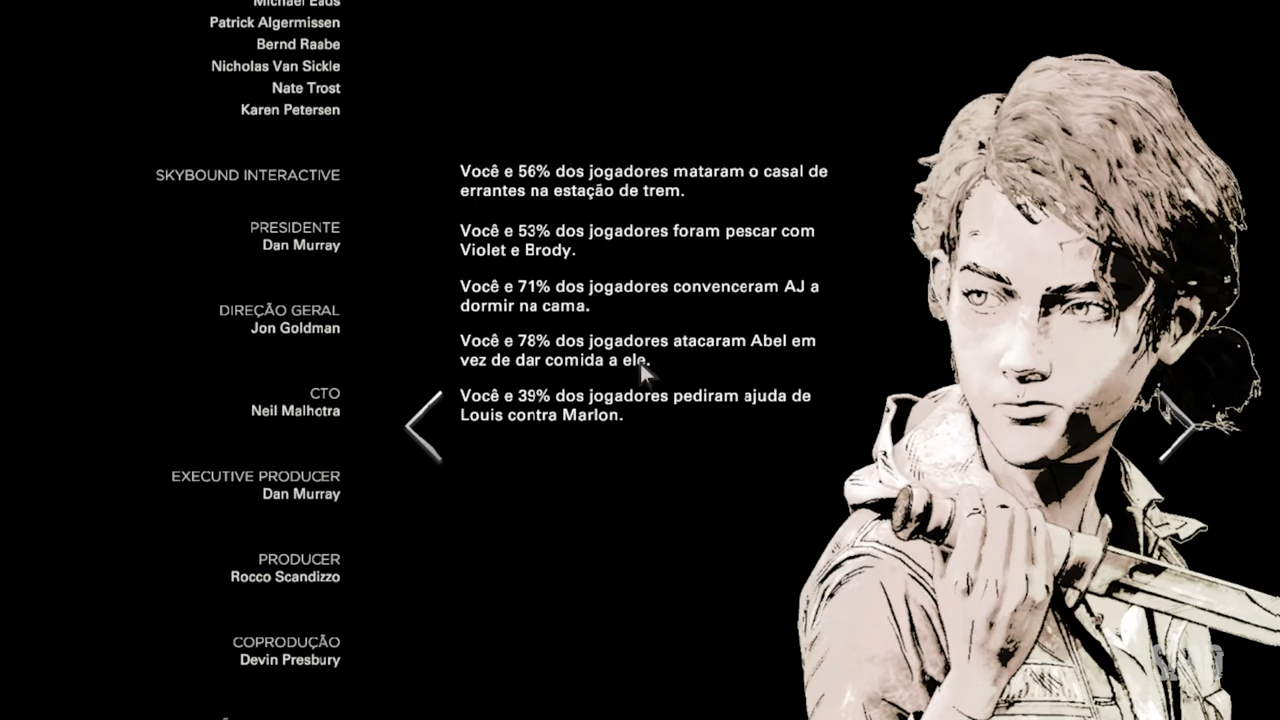 Michael Eads
Patrick Algermissen
Bernd Raabe
Nicholas Van Sickle
Nate Trost
Karen Petersen
SKYBOUND INTERACTIVE
PRESIDENTE
Dan Murray
DIREÇÃO GERAL
Jon Goldman
CTO
Neil Malhotra
EXECUTIVE PRODUCER
Dan Murray
PRODUCER
Rocco Scandizzo
COPRODUÇÃO
Devin Presbury
Você e 56% dos jogadores mataram o casal de
errantes na estação de trem.
Você e 53% dos jogadores foram pescar com
Violet e Brody.
Você e 71% dos jogadores convenceram AJ a
dormir na cama.
Você e 78% dos jogadores atacaram Abel em
vez de dar comida a ele.
Você e 39% dos jogadores pediram ajuda de
Louis contra Marlon.